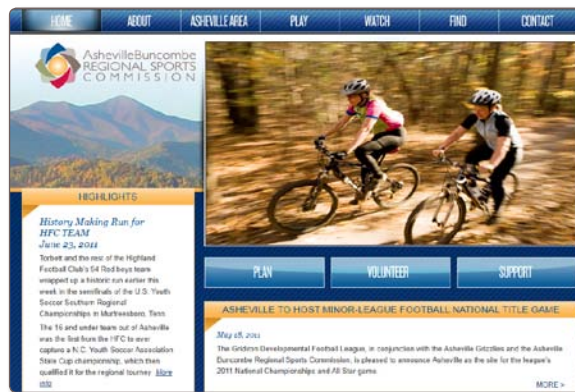 HOME ABOUT ASHEVILLE AREA PLAY WATCH FIND CONTACT
AshevilleBuncombe
REGIONAL SPORTS
COMMISSION
HIGHLIGHTS
History Making Run for
HFC TEAM
June 23, 2011
Torbett and the rest of the Highland
Football Club's 94 Red boys team
wrapped up a historic run earlier this
week in the semifinals of the U.S. Youth
Soccer Southern Regional
Championships in Murfreesboro, Tenn.
The 16 and under team out of Asheville
was the first from the HFC to ever
capture a N.C. Youth Soccer Association
State Cup championship, which then
qualified it for the regional tourney. More
info
PLAN VOLUNTEER SUPPORT
ASHEVILLE TO HOST MINOR-LEAGUE FOOTBALL NATIONAL TITLE GAME
May 18, 2011
The Gridiron Developmental Football League, in conjunction with the Asheville Grizzlies and the Asheville
Buncombe Regional Sports Commission, is pleased to announce Asheville as the site for the league's
2011 National Championships and All Star game.
MORE >